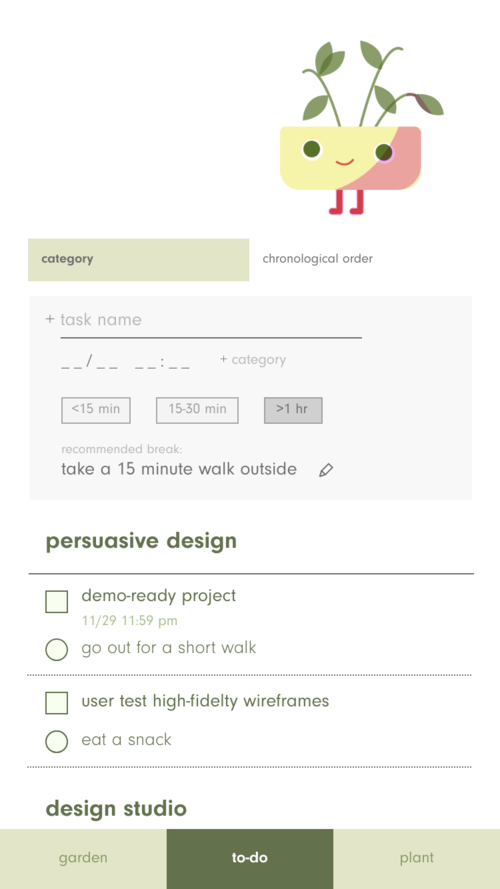 category
chronological order
+ task name
_ _ / _ _ _ _ : _ _
+ category
<15 min
15-30 min
>1 hr
recommended break:
take a 15 minute walk outside
persuasive design
demo-ready project
11/29 11:59 pm
go out for a short walk
user test high-fidelty wireframes
eat a snack
design studio
garden
to-do
plant